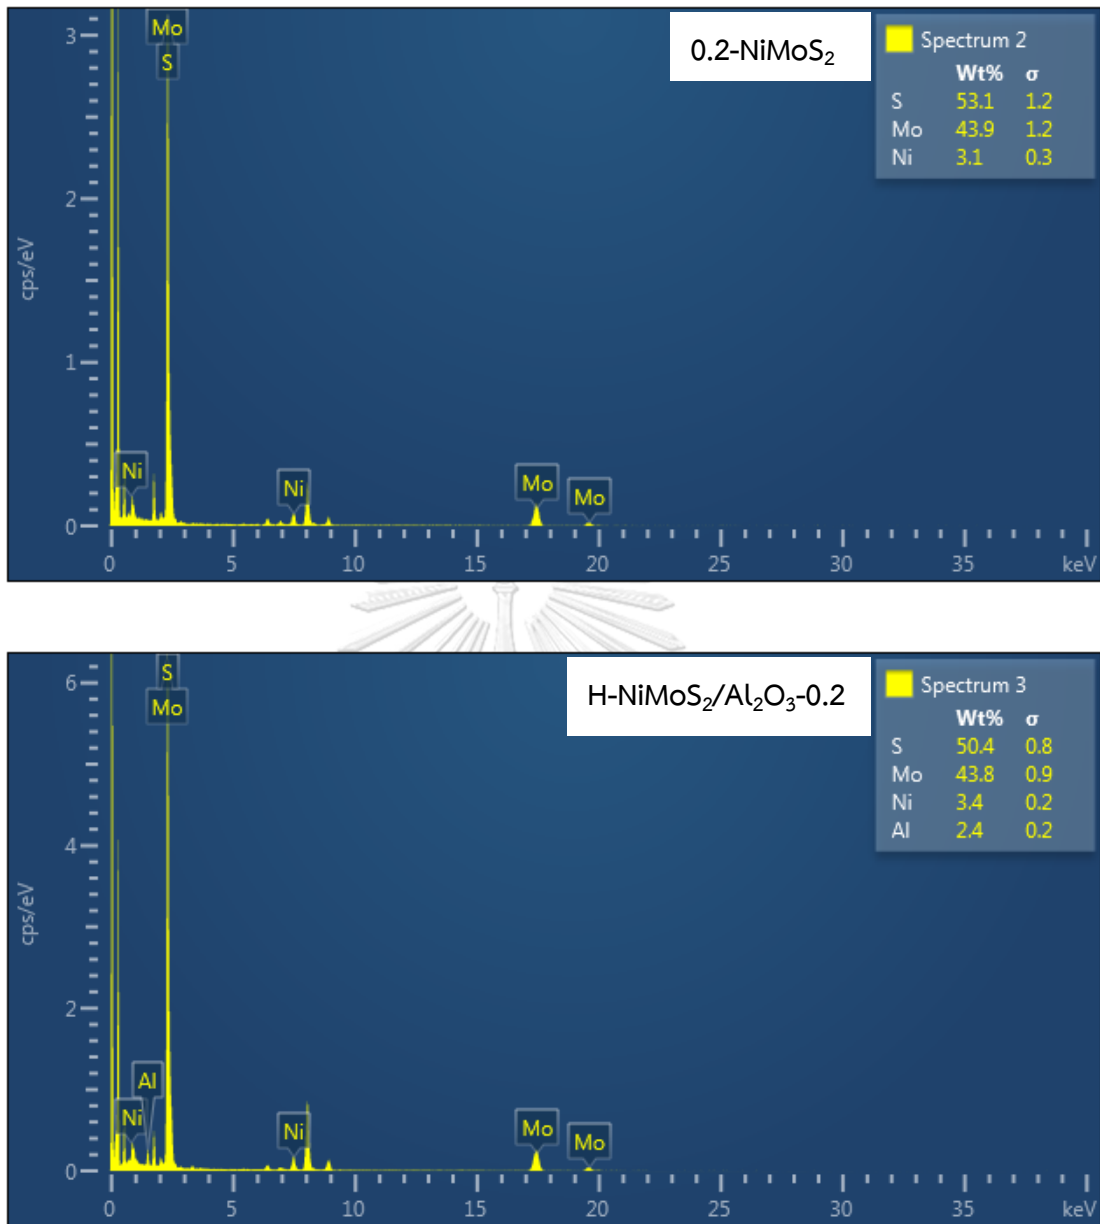 Mo
S
3
2
1
0
cps/eV
0.2-NiMoS₂
Spectrum 2
Wt% σ
S 53.1 1.2
Mo 43.9 1.2
Ni 3.1 0.3
Ni
Ni
Mo
Mo
0 5 10 15 20 25 30 35 keV
S
Mo
6
4
2
0
cps/eV
H-NiMoS₂/Al₂O₃-0.2
Spectrum 3
Wt% σ
S 50.4 0.8
Mo 43.8 0.9
Ni 3.4 0.2
Al 2.4 0.2
Al
Ni
Ni
Mo
Mo
0 5 10 15 20 25 30 35 keV